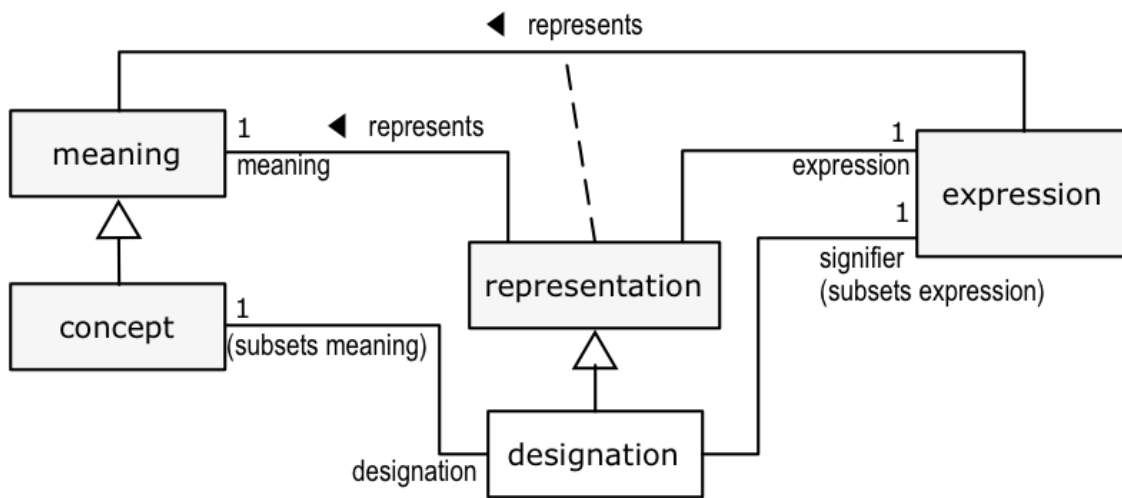 ◀ represents
meaning
1
◀ represents
meaning
1
expression
expression
1
signifier
(subsets expression)
representation
concept
1
(subsets meaning)
designation
designation